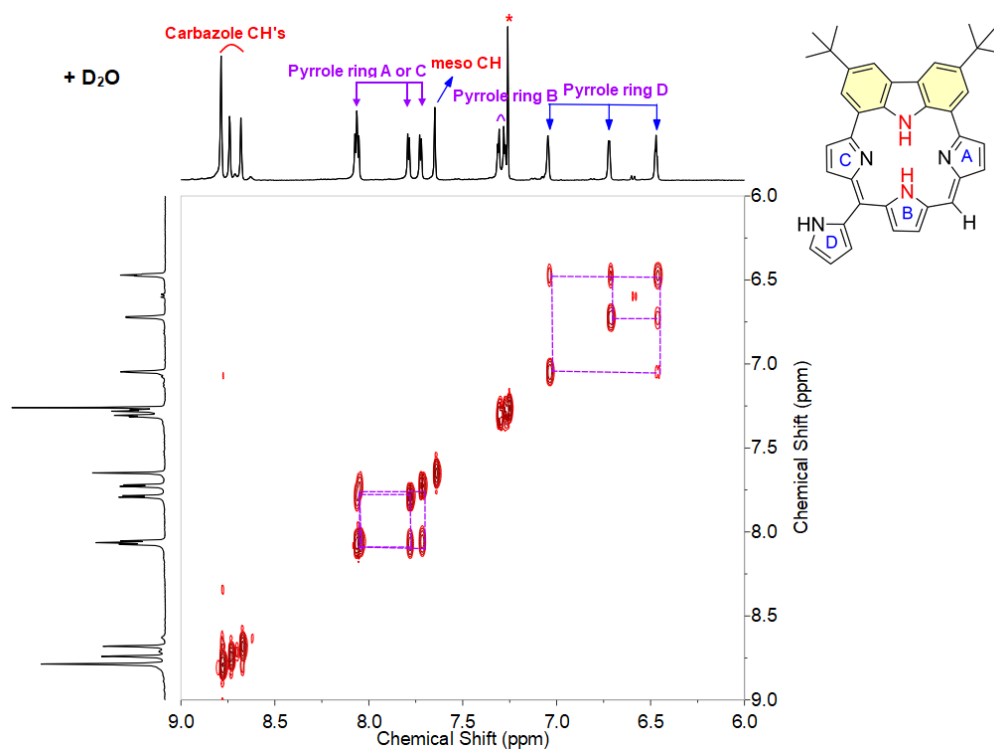 *
Carbazole CH's
meso CH
+ D₂O
Pyrrole ring A or C
Pyrrole ring B
Pyrrole ring D
N
H
C
N
N
A
H
N
B
HN
D
H
6.0
6.5
7.0
7.5
8.0
8.5
9.0
Chemical Shift (ppm)
9.0 8.5 8.0 7.5 7.0 6.5 6.0
Chemical Shift (ppm)